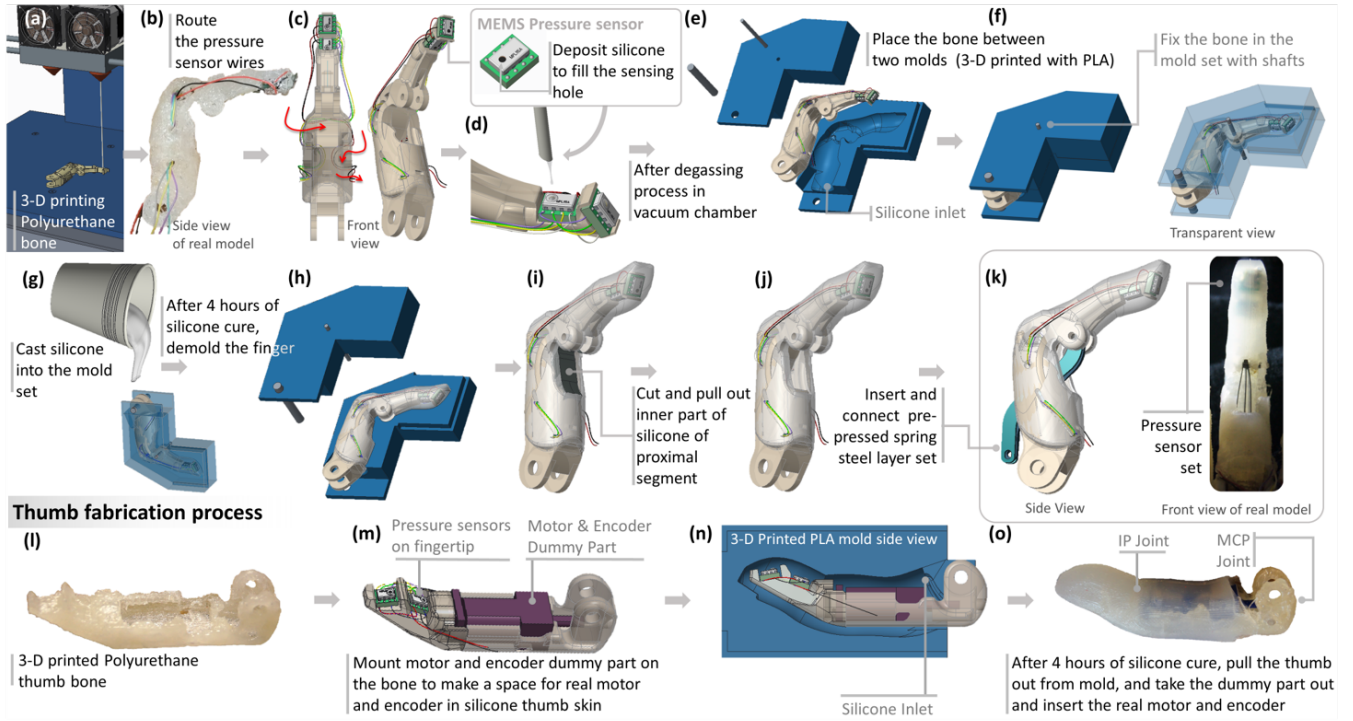 (a)
3-D printing
Polyurethane
bone
(b)
Route
the pressure
sensor wires
Side view
of real model
(c)
Front
view
MEMS Pressure sensor
Deposit silicone
to fill the sensing
hole
(d)
After degassing
process in
vacuum chamber
(e)
Place the bone between
two molds (3-D printed with PLA)
Silicone inlet
(f)
Fix the bone in the
mold set with shafts
Transparent view
(g)
Cast silicone
into the mold
set
After 4 hours of
silicone cure,
demold the finger
(h)
(i)
Cut and pull out
inner part of
silicone of
proximal
segment
(j)
Insert and
connect pre-
pressed spring
steel layer set
(k)
Side View
Pressure
sensor
set
Front view of real model
Thumb fabrication process
(l)
3-D printed Polyurethane
thumb bone
(m)
Pressure sensors
on fingertip
Motor & Encoder
Dummy Part
Mount motor and encoder dummy part on
the bone to make a space for real motor
and encoder in silicone thumb skin
(n)
3-D Printed PLA mold side view
Silicone Inlet
(o)
IP Joint
MCP
Joint
After 4 hours of silicone cure, pull the thumb
out from mold, and take the dummy part out
and insert the real motor and encoder